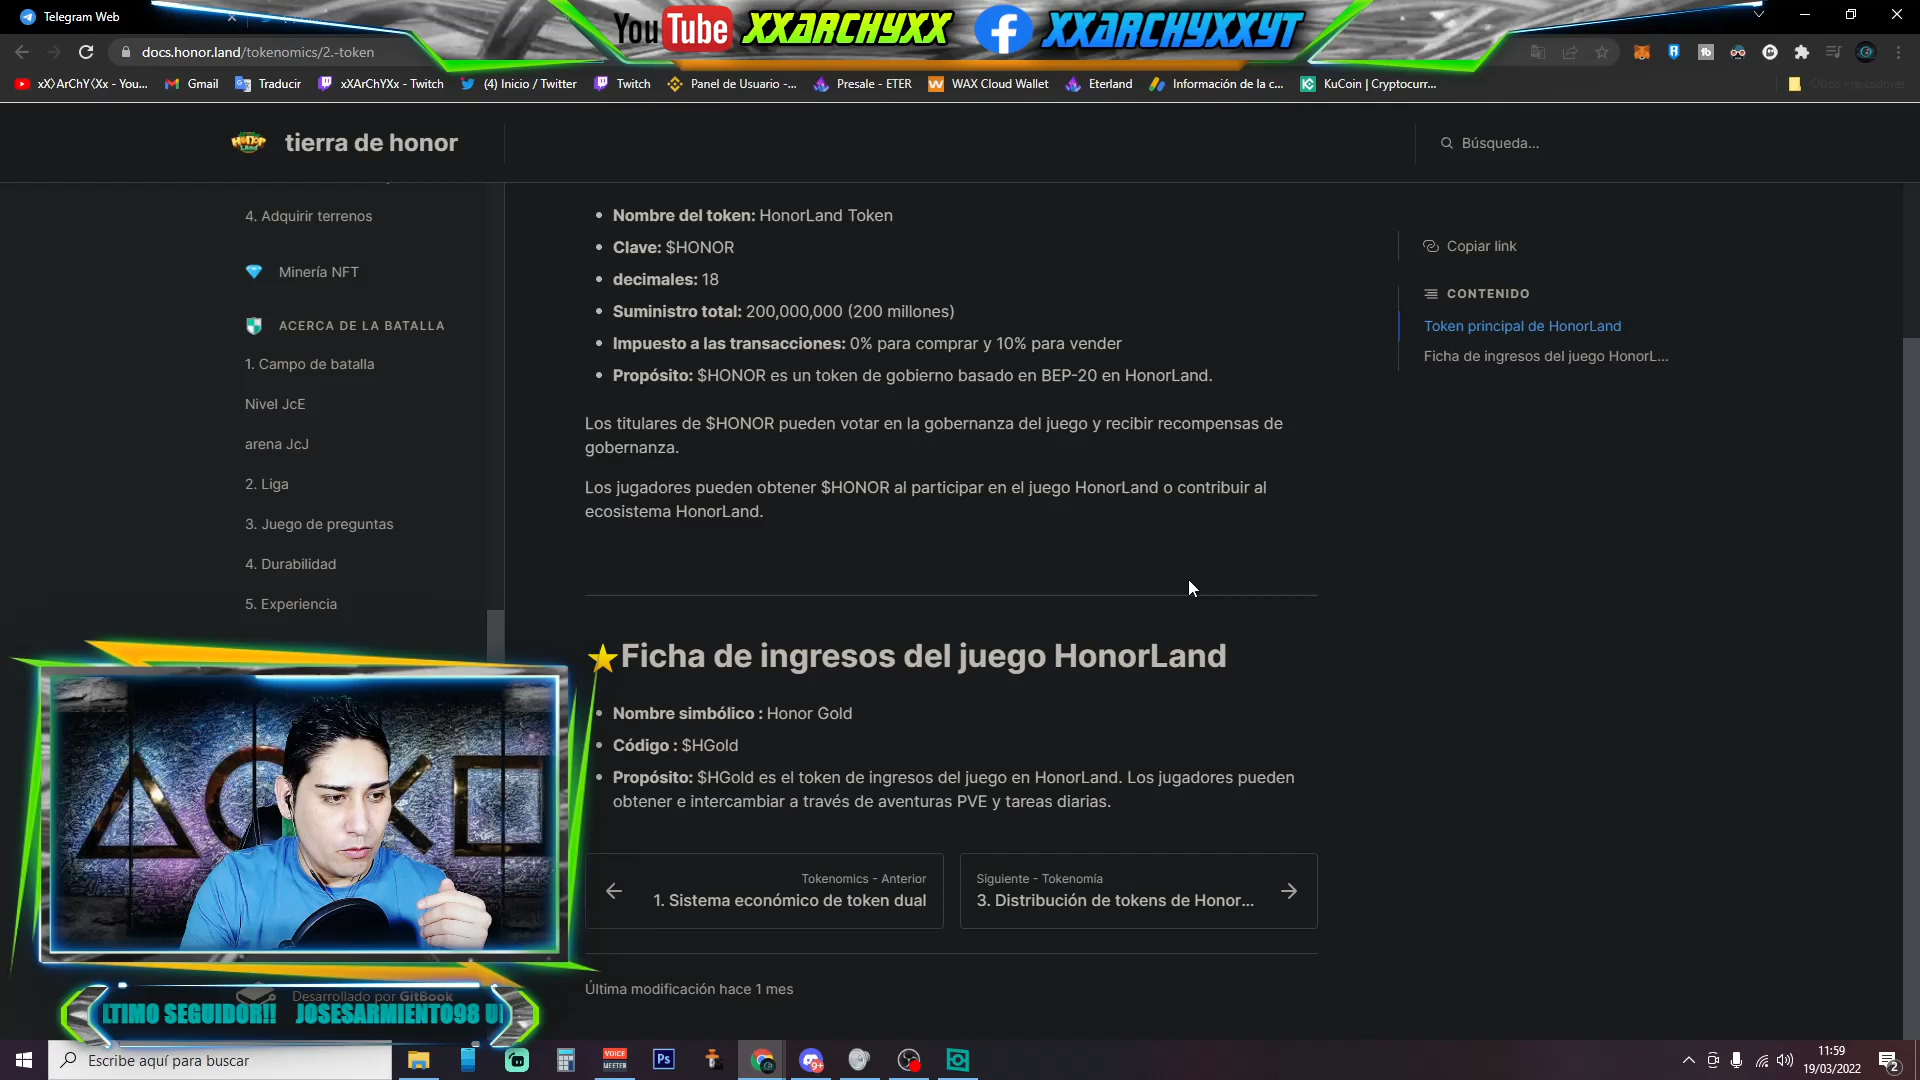 Telegram Web
YouTube XXARCHYXX XXARCHYXXYT
docs.honor.land/tokenomics/2.-token
xX)ArChY(Xx - You...
Gmail
Traducir
xXArChYXx - Twitch
(4) Inicio / Twitter
Twitch
Panel de Usuario -...
Presale - ETER
WAX Cloud Wallet
Eterland
Información de la c...
KuCoin | Cryptocurr...
Otros marcadores
tierra de honor
Búsqueda...
4. Adquirir terrenos
Minería NFT
ACERCA DE LA BATALLA
1. Campo de batalla
Nivel JcE
arena JcJ
2. Liga
3. Juego de preguntas
4. Durabilidad
5. Experiencia
Nombre del token: HonorLand Token
Clave: $HONOR
decimales: 18
Suministro total: 200,000,000 (200 millones)
Impuesto a las transacciones: 0% para comprar y 10% para vender
Propósito: $HONOR es un token de gobierno basado en BEP-20 en HonorLand.
Los titulares de $HONOR pueden votar en la gobernanza del juego y recibir recompensas de
gobernanza.
Los jugadores pueden obtener $HONOR al participar en el juego HonorLand o contribuir al
ecosistema HonorLand.
Ficha de ingresos del juego HonorLand
Nombre simbólico : Honor Gold
Código : $HGold
Propósito: $HGold es el token de ingresos del juego en HonorLand. Los jugadores pueden
obtener e intercambiar a través de aventuras PVE y tareas diarias.
Tokenomics - Anterior
1. Sistema económico de token dual
Siguiente - Tokenomía
3. Distribución de tokens de Honor...
Última modificación hace 1 mes
Copiar link
CONTENIDO
Token principal de HonorLand
Ficha de ingresos del juego HonorL...
Desarrollado por GitBook
LTIMO SEGUIDOR!! JOSESARMIENTO98 U
Escribe aquí para buscar
VOICE
MEETER
Ps
9+
11:59
19/03/2022
2